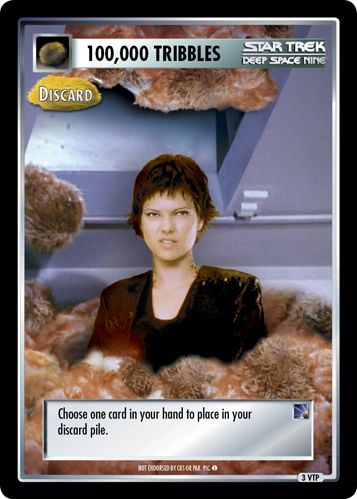 100,000 TRIBBLES
STAR TREK
DEEP SPACE NINE
DISCARD
Choose one card in your hand to place in your
discard pile.
NOT ENDORSED BY CBS OR PAR. PIC.
3 VTP